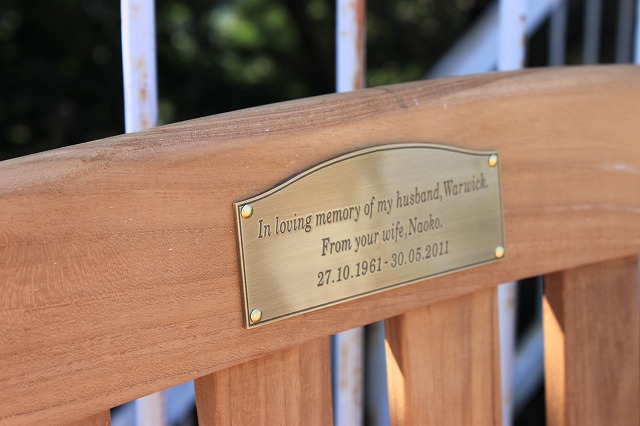 In loving memory of my husband, Warwick.
From your wife, Naoko.
27.10.1961 - 30.05.2011